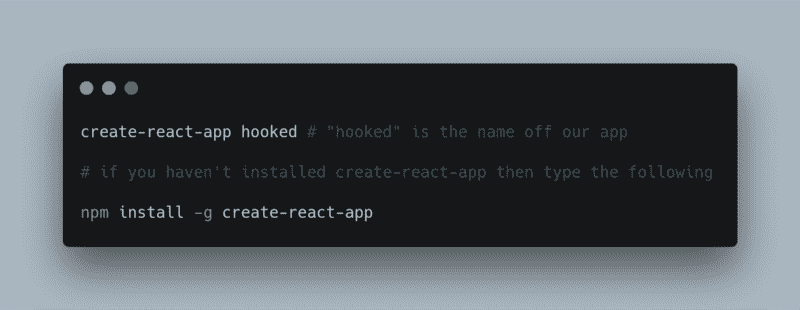 create-react-app hooked # "hooked" is the name off our app
# if you haven't installed create-react-app then type the following
npm install -g create-react-app